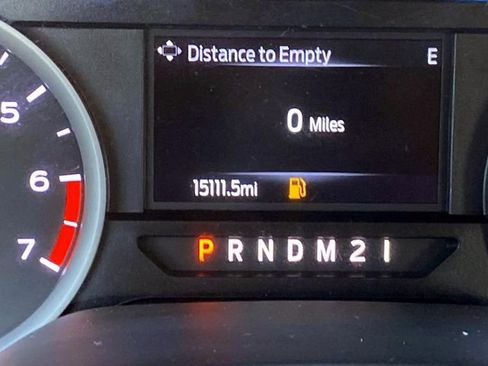 Distance to Empty E
0 Miles
15111.5mi
5
6
7
P R N D M 2 1